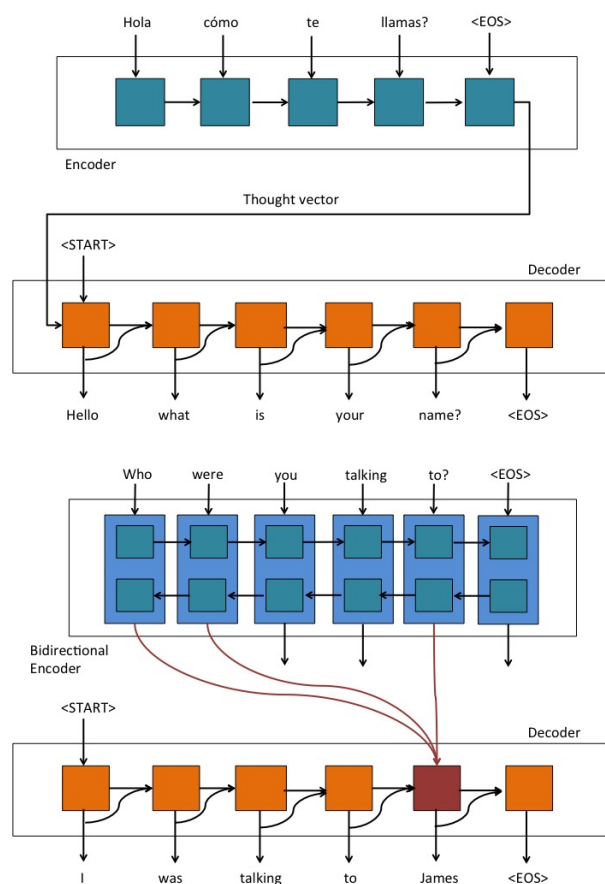 Hola cómo te llamas? <EOS>
Encoder
Thought vector
<START>
Decoder
Hello what is your name? <EOS>
Who were you talking to? <EOS>
Bidirectional
Encoder
<START>
Decoder
I was talking to James <EOS>